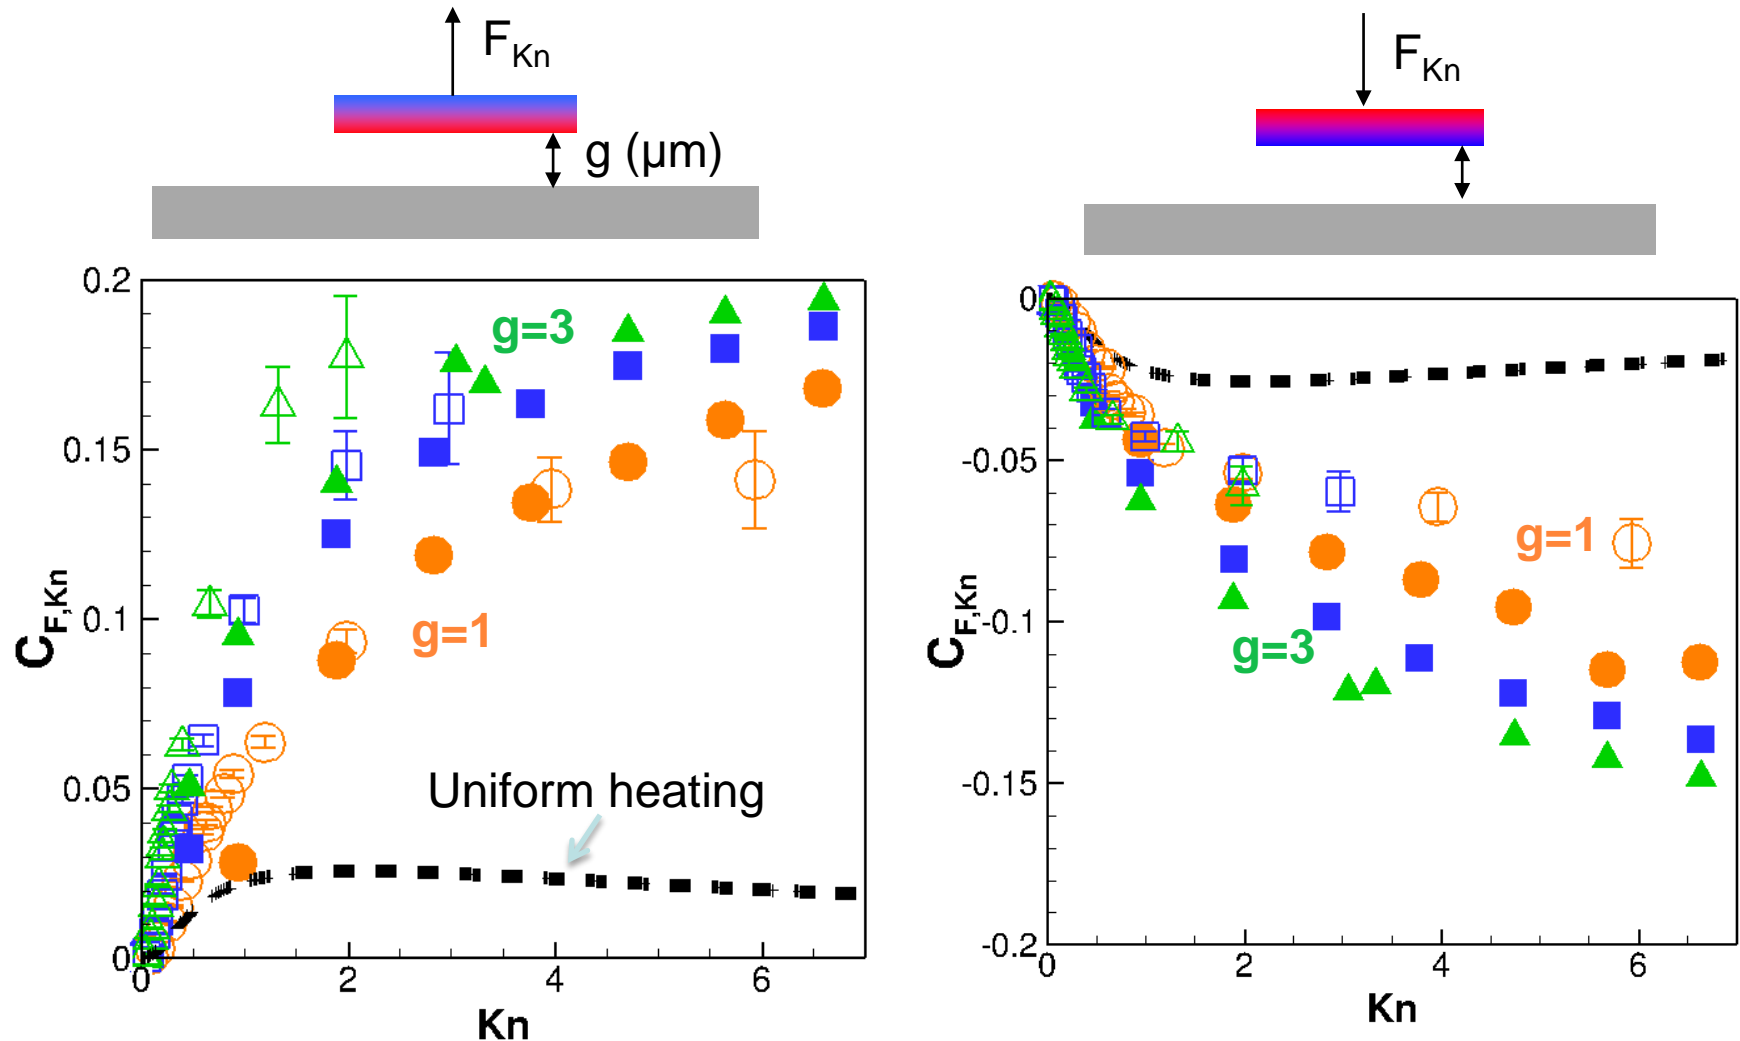 F_Kn
g (μm)
0.2
0.15
0.1
0.05
0
C_F,Kn
g=3
g=1
Uniform heating
0 2 4 6
Kn
F_Kn
0
-0.05
-0.1
-0.15
-0.2
C_F,Kn
g=1
g=3
0 2 4 6
Kn